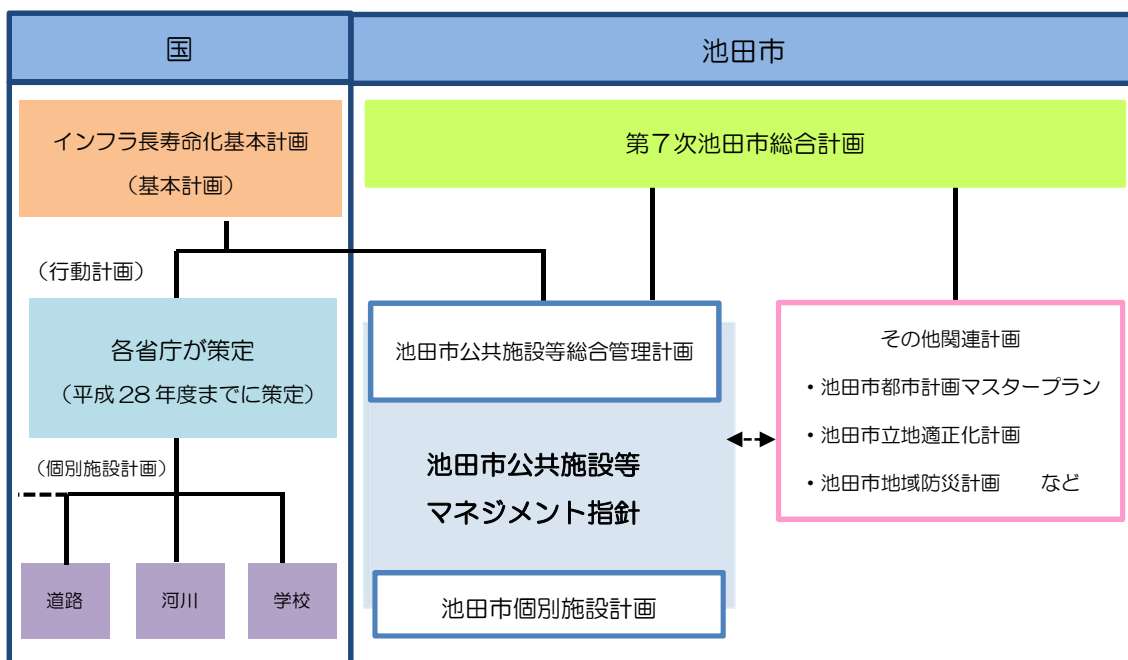 国
池田市
インフラ長寿命化基本計画
（基本計画）
第７次池田市総合計画
（行動計画）
各省庁が策定
（平成28年度までに策定）
池田市公共施設等総合管理計画
その他関連計画
・池田市都市計画マスタープラン
・池田市立地適正化計画
・池田市地域防災計画　　など
（個別施設計画）
池田市公共施設等
マネジメント指針
道路
河川
学校
池田市個別施設計画